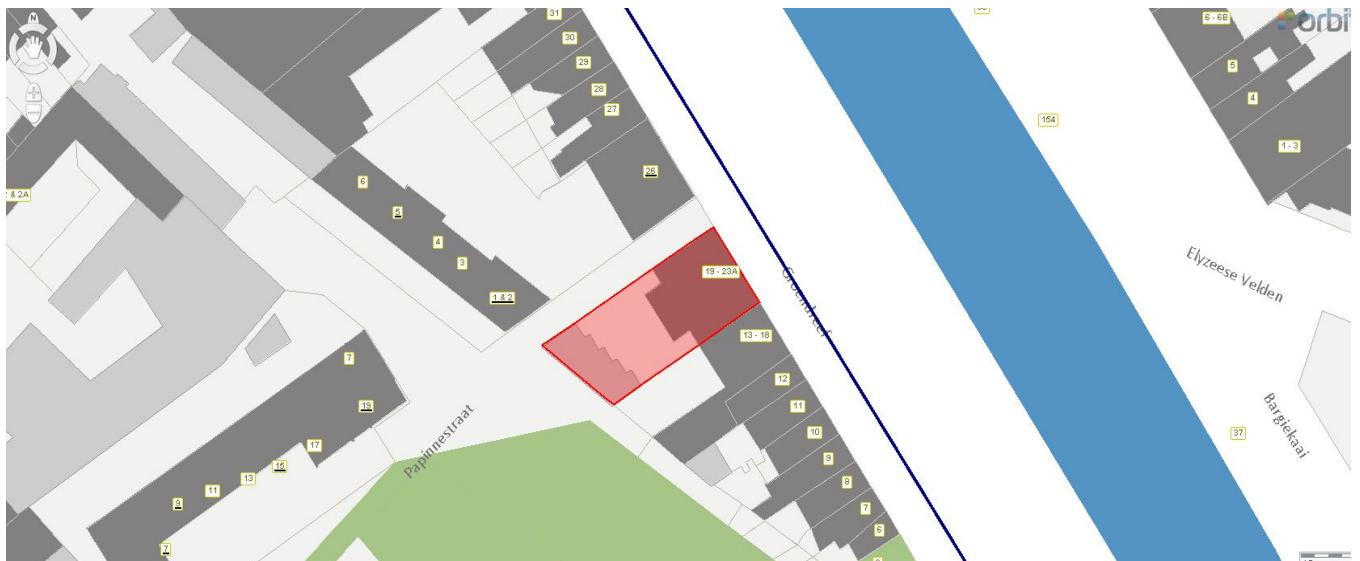 31
6 - 6B
orbit
30
29
5
28
4
27
154
1 - 3
26
6
2 & 2A
5
4
3
Elyzeese Velden
19 - 23A
1 & 2
Groendreef
13 - 18
7
12
19
11
Bargiekaai
10
37
17
Papinnestraat
9
15
13
8
11
9
7
6
7